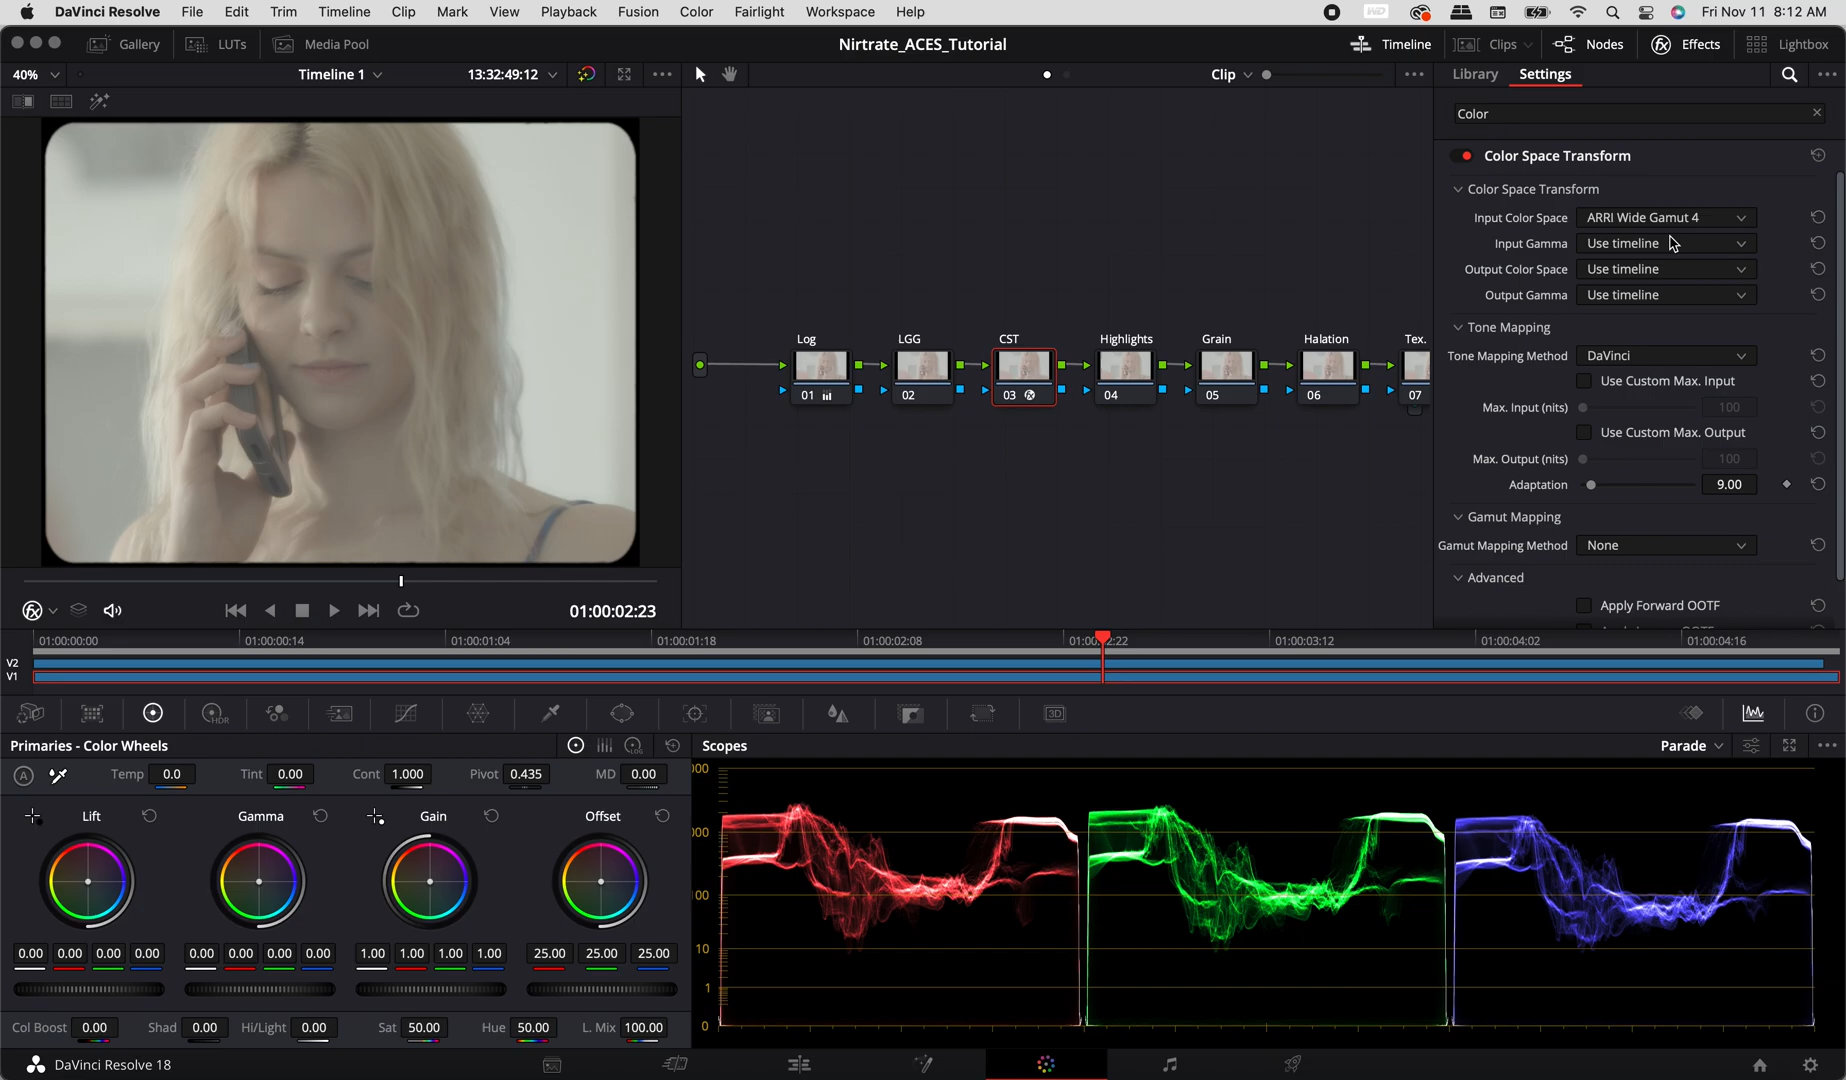 DaVinci Resolve File Edit Trim Timeline Clip Mark View Playback Fusion Color Fairlight Workspace Help Fri Nov 11 8:12 AM
Gallery LUTs Media Pool Nirtrate_ACES_Tutorial Timeline Clips Nodes Effects Lightbox
40% Timeline 1 13:32:49:12 Clip Library Settings
Color
Color Space Transform
Color Space Transform
Input Color Space ARRI Wide Gamut 4
Input Gamma Use timeline
Output Color Space Use timeline
Output Gamma Use timeline
Tone Mapping
Tone Mapping Method DaVinci
Use Custom Max. Input
Max. Input (nits) 100
Use Custom Max. Output
Max. Output (nits) 100
Adaptation 9.00
Gamut Mapping
Gamut Mapping Method None
Advanced
Apply Forward OOTF
Log LGG CST Highlights Grain Halation Tex.
01 02 03 04 05 06 07
01:00:02:23
01:00:00:00 01:00:00:14 01:00:01:04 01:00:01:18 01:00:02:08 01:00:03:12 01:00:04:02 01:00:04:16
V2
V1
HDR 3D
Primaries - Color Wheels LOG Scopes Parade
A Temp 0.0 Tint 0.00 Cont 1.000 Pivot 0.435 MD 0.00
Lift Gamma Gain Offset
0.00 0.00 0.00 0.00 0.00 0.00 0.00 0.00 1.00 1.00 1.00 1.00 25.00 25.00 25.00
Col Boost 0.00 Shad 0.00 Hi/Light 0.00 Sat 50.00 Hue 50.00 L. Mix 100.00
000
000
100
10
1
0
DaVinci Resolve 18